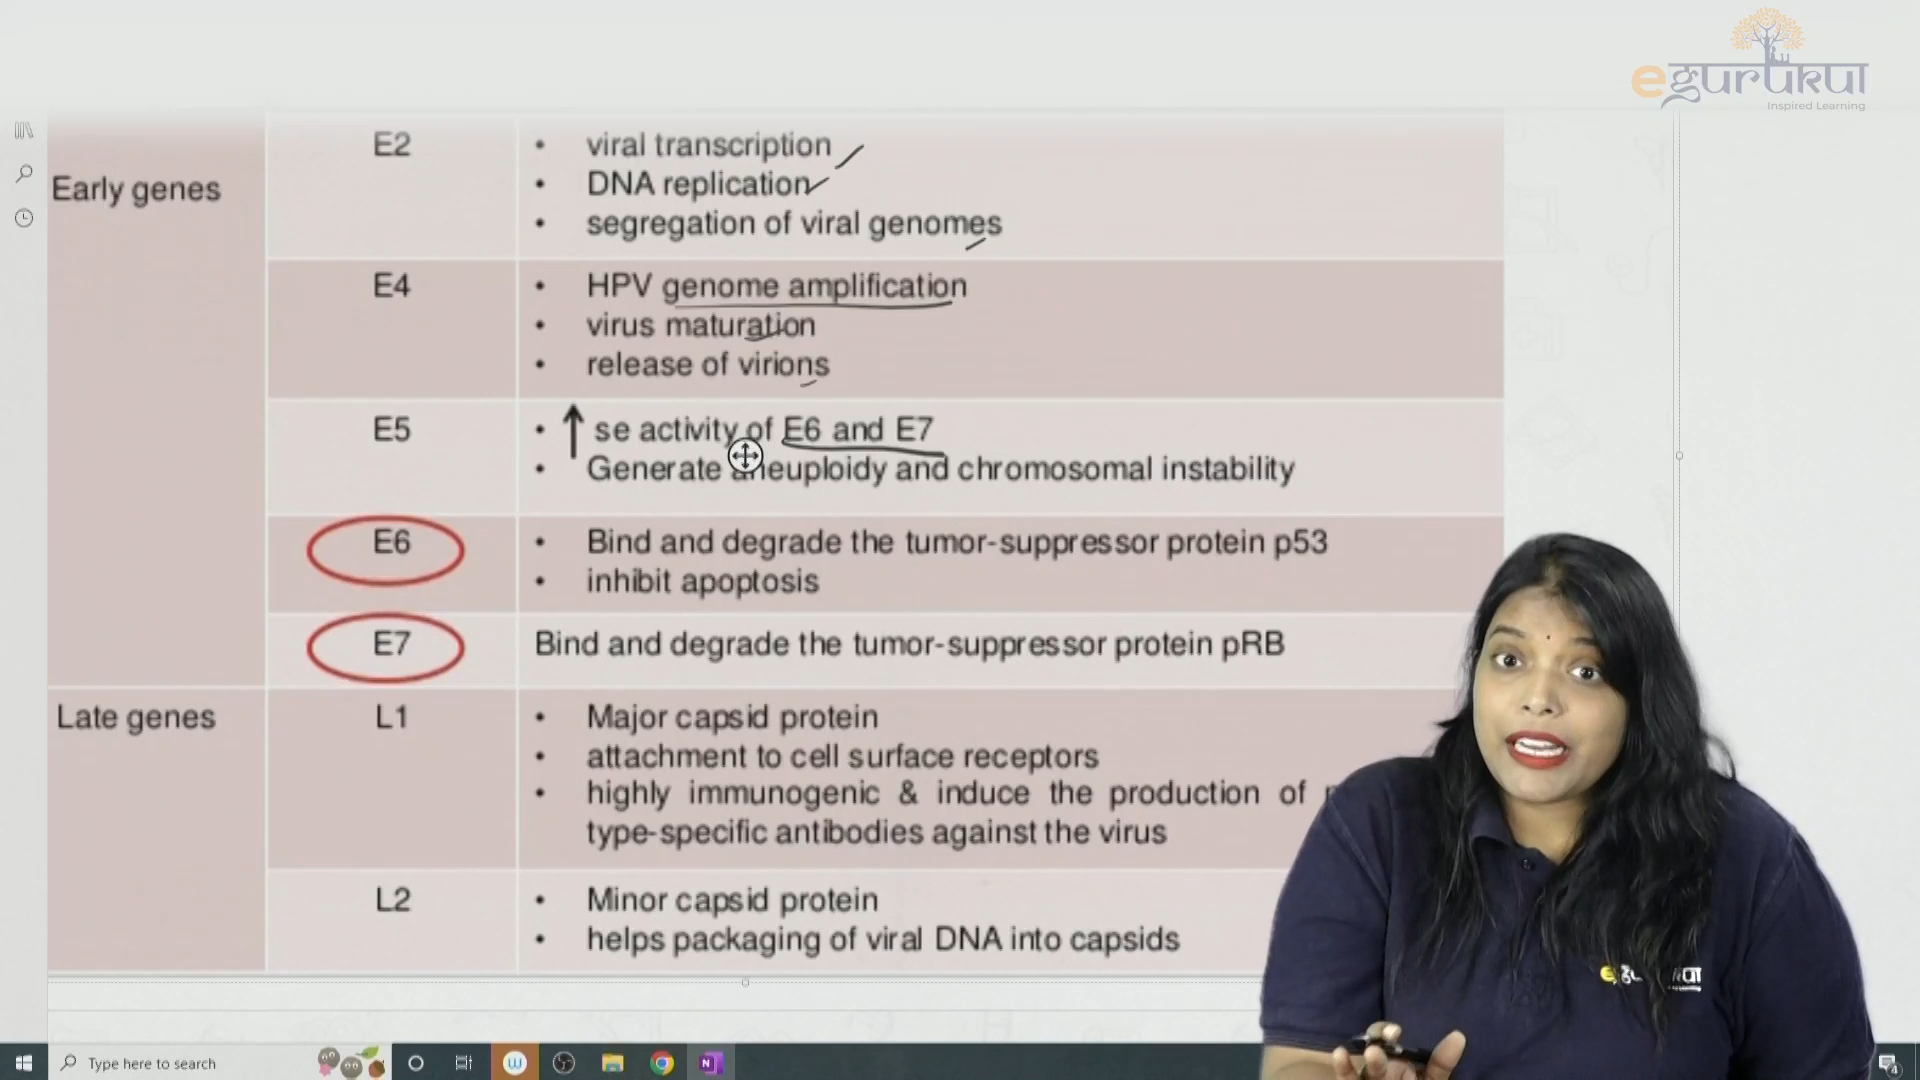 egurukul
Inspired Learning
Early genes
E2
• viral transcription
• DNA replication
• segregation of viral genomes
E4
• HPV genome amplification
• virus maturation
• release of virions
E5
• ↑ se activity of E6 and E7
• Generate aneuploidy and chromosomal instability
E6
• Bind and degrade the tumor-suppressor protein p53
• inhibit apoptosis
E7
Bind and degrade the tumor-suppressor protein pRB
Late genes
L1
• Major capsid protein
• attachment to cell surface receptors
• highly immunogenic & induce the production of
type-specific antibodies against the virus
L2
• Minor capsid protein
• helps packaging of viral DNA into capsids
Type here to search
4